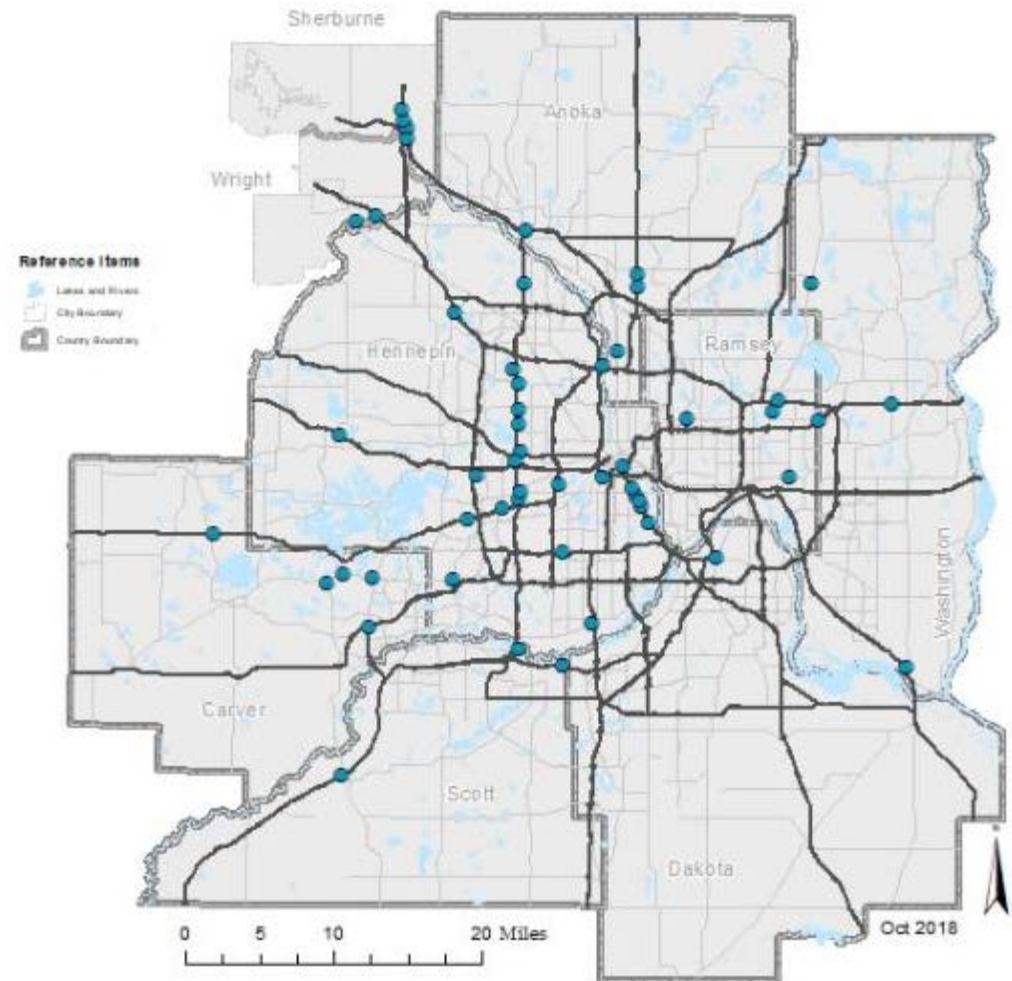 Sherburne
Anoka
Wright
Reference Items
Lakes and Rivers
City Boundary
County Boundary
Hennepin
Ramsey
Washington
Carver
Scott
Dakota
Oct 2018
0 5 10 20 Miles